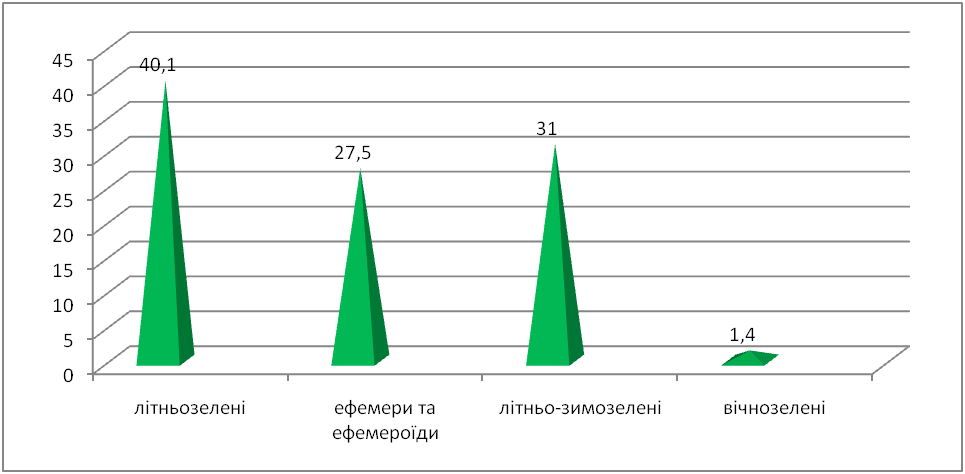 45
40
35
30
25
20
15
10
5
0
40,1
27,5
31
1,4
літньозелені
ефемери та
ефемероїди
літньо-зимозелені
вічнозелені